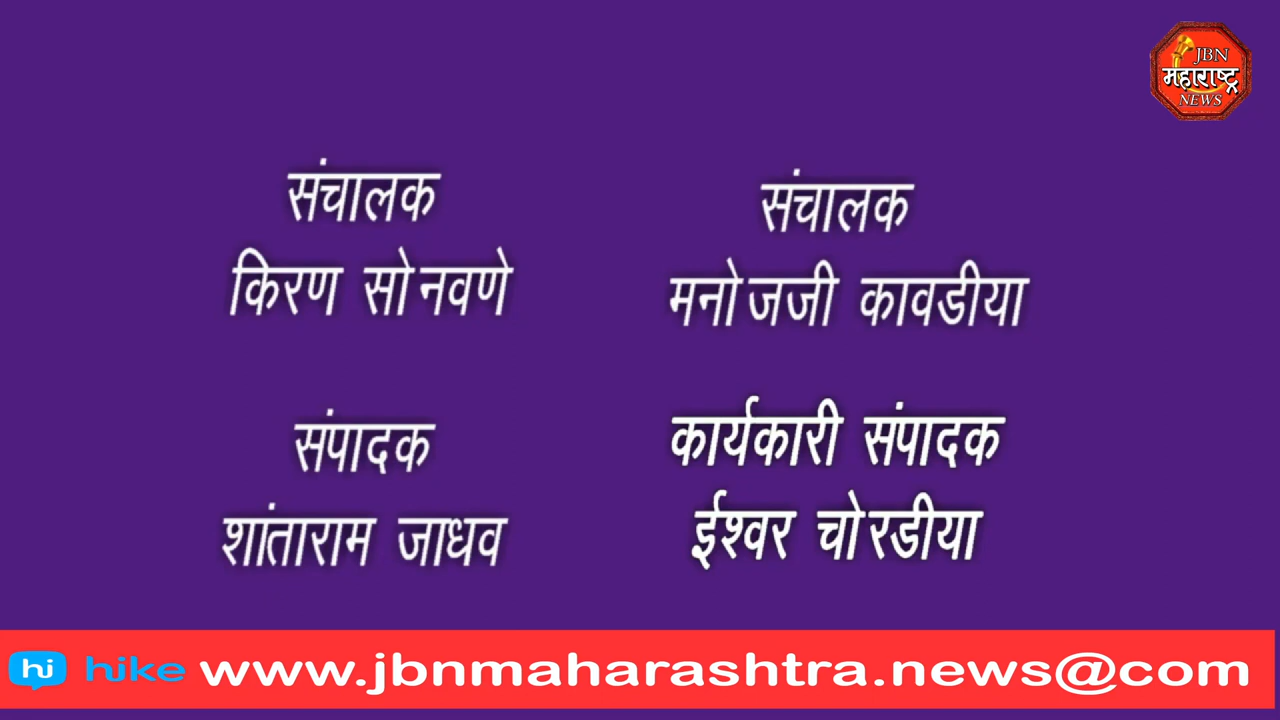 JBN
महाराष्ट्र
NEWS
संचालक
किरण सोनवणे
संचालक
मनोजजी कावडीया
संपादक
शांताराम जाधव
कार्यकारी संपादक
ईश्वर चोरडीया
hi hike www.jbnmaharashtra.news@com